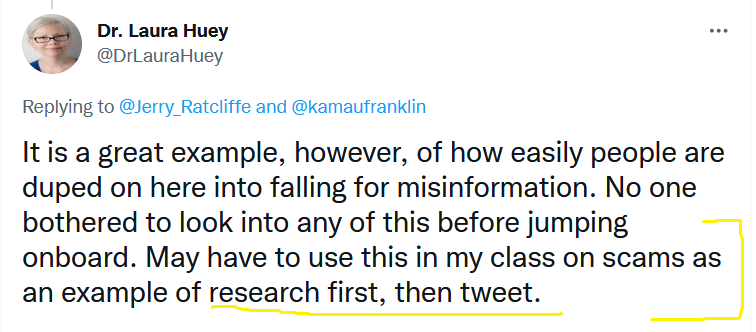 Dr. Laura Huey
@DrLauraHuey
Replying to @Jerry_Ratcliffe and @kamaufranklin
It is a great example, however, of how easily people are
duped on here into falling for misinformation. No one
bothered to look into any of this before jumping
onboard. May have to use this in my class on scams as
an example of research first, then tweet.